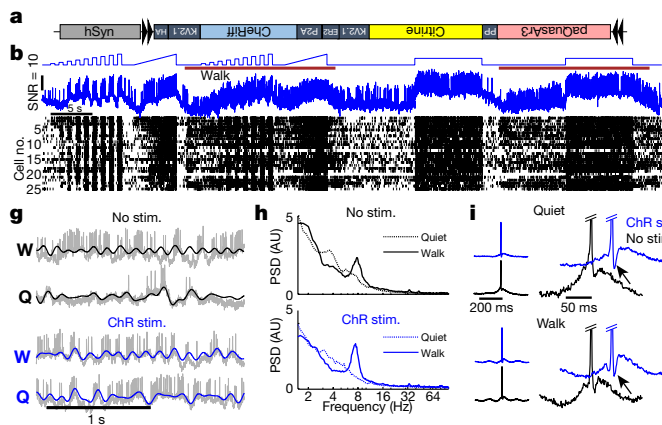 a
hSyn
HA
KV2.1
CheRiff
P2A
ER2
KV2.1
Citrine
PP
paQuasAr3
b
SNR = 10
Walk
5 s
Cell no.
5
10
15
20
25
g
No stim.
W
Q
ChR stim.
W
Q
1 s
h
No stim.
5
PSD (AU)
0
Quiet
Walk
ChR stim.
5
PSD (AU)
0
Quiet
Walk
2 4 8 16 32 64
Frequency (Hz)
i
Quiet
ChR s
No sti
200 ms
50 ms
Walk